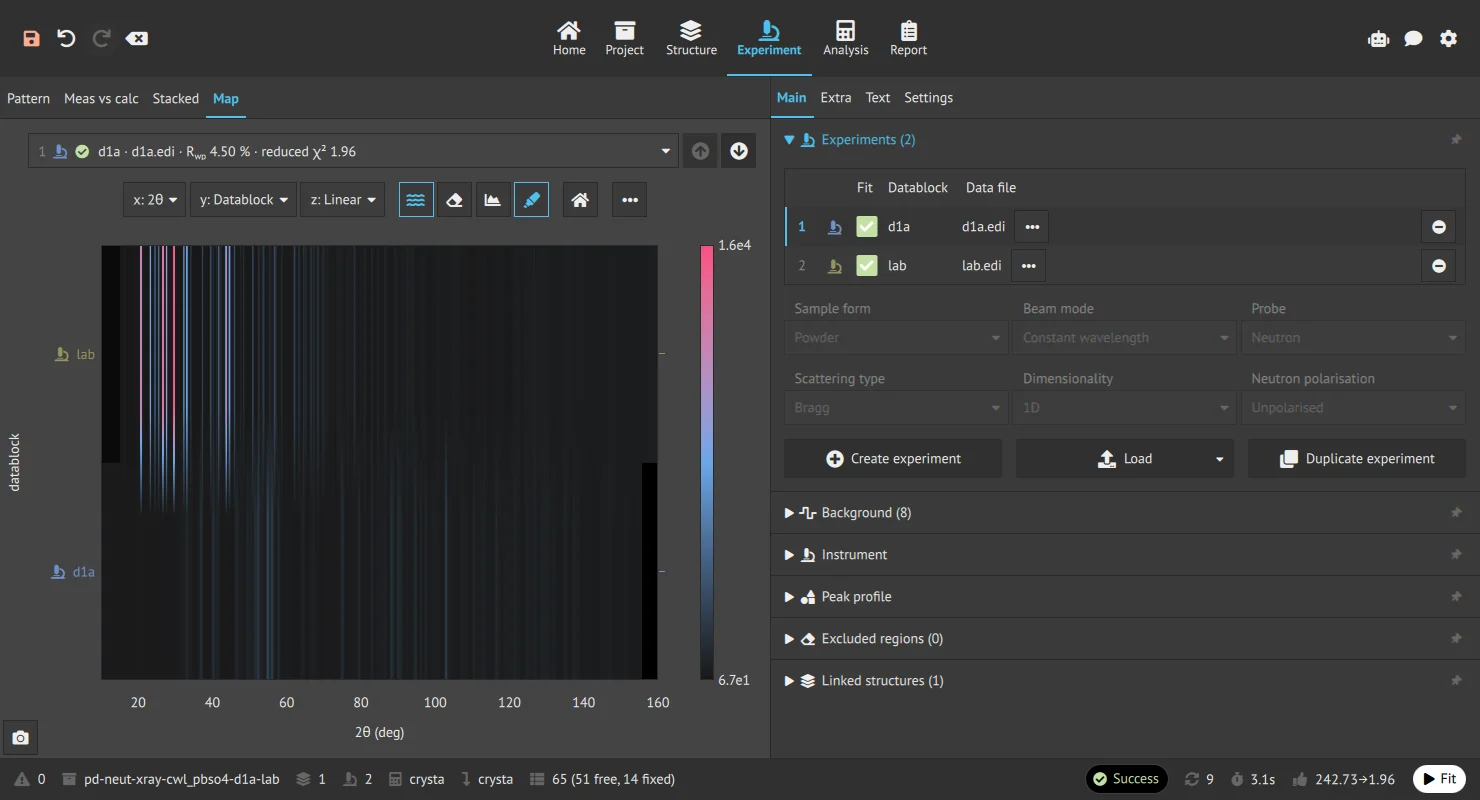 Home Project Structure Experiment Analysis Report
Pattern Meas vs calc Stacked Map
Main Extra Text Settings
1 d1a · d1a.edi · Rwp 4.50 % · reduced χ² 1.96
x: 2θ y: Datablock z: Linear
1.6e4
lab
datablock
d1a
6.7e1
20 40 60 80 100 120 140 160
2θ (deg)
Experiments (2)
Fit Datablock Data file
1 d1a d1a.edi
2 lab lab.edi
Sample form Beam mode Probe
Powder Constant wavelength Neutron
Scattering type Dimensionality Neutron polarisation
Bragg 1D Unpolarised
Create experiment Load Duplicate experiment
Background (8)
Instrument
Peak profile
Excluded regions (0)
Linked structures (1)
0 pd-neut-xray-cwl_pbso4-d1a-lab 1 2 crysta crysta 65 (51 free, 14 fixed) Success 9 3.1s 242.73→1.96 Fit